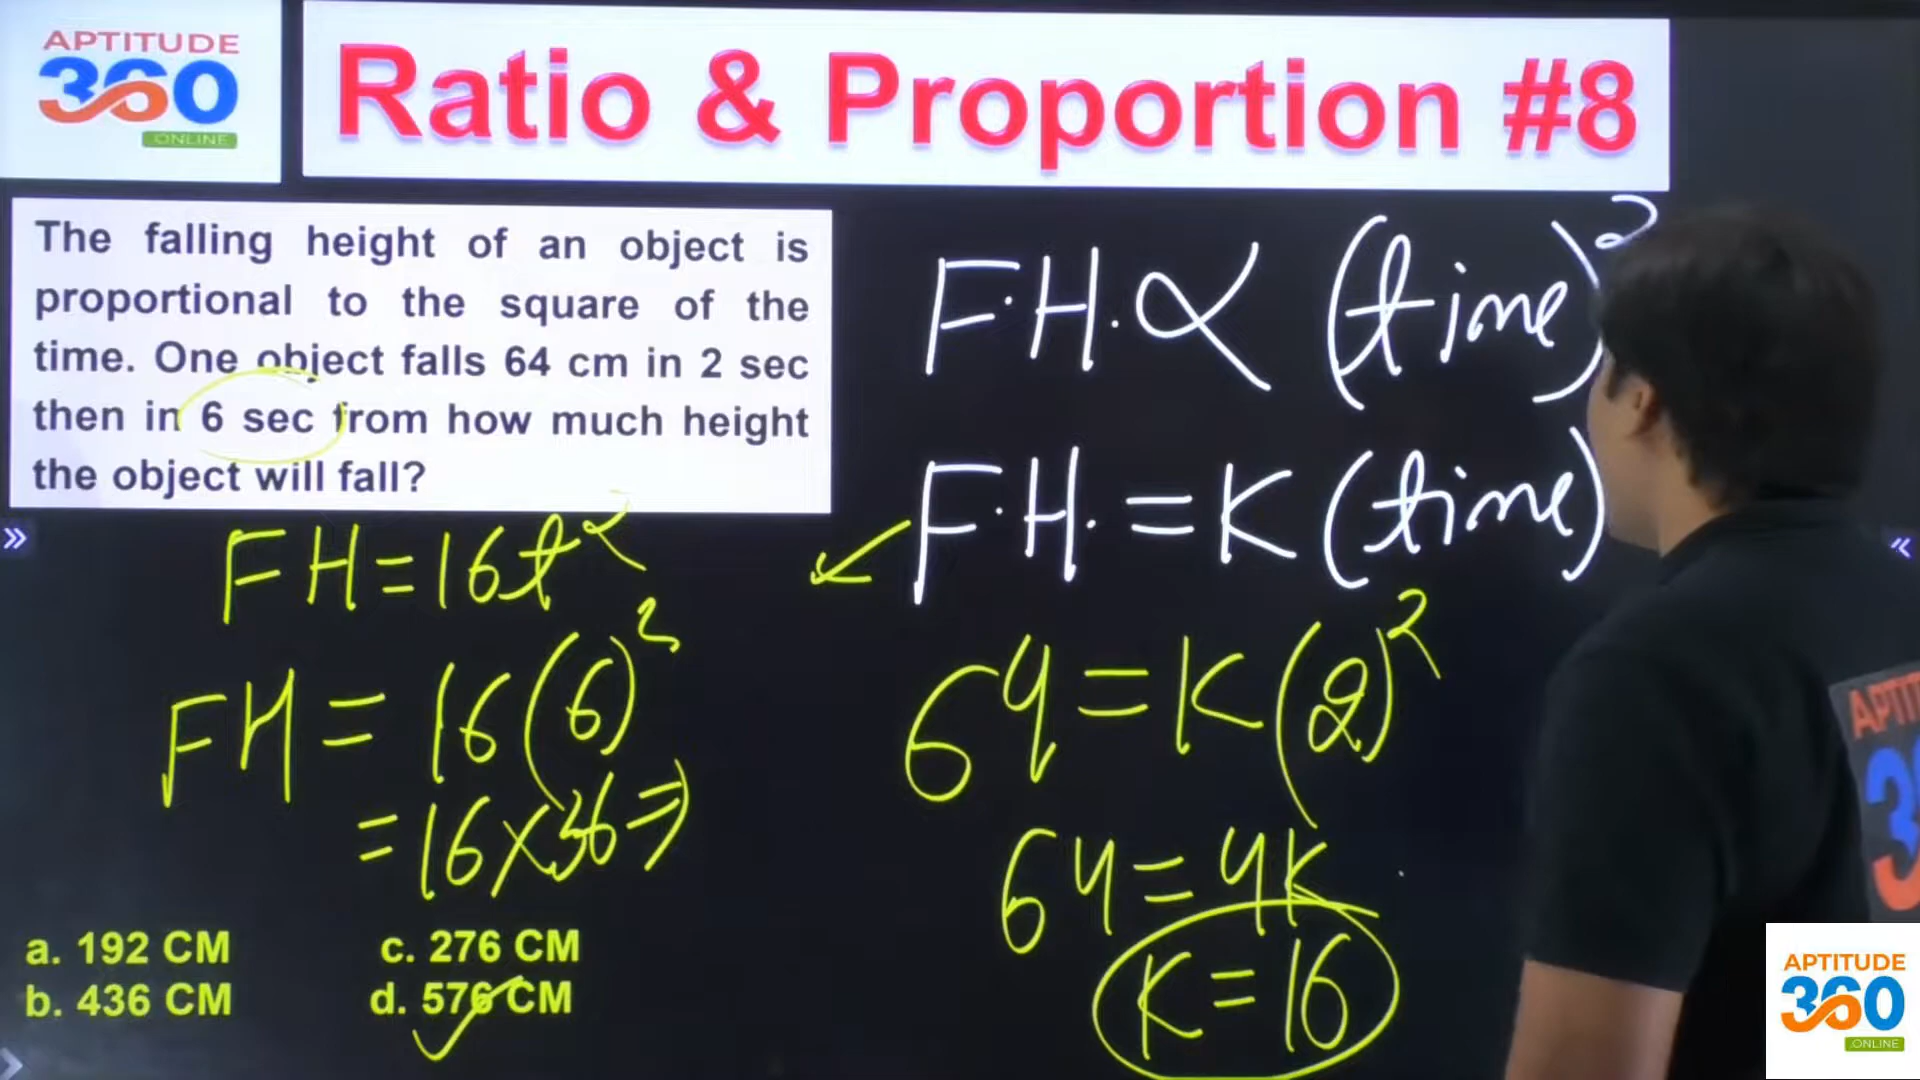 APTITUDE
360
ONLINE
Ratio & Proportion #8
The falling height of an object is
proportional to the square of the
time. One object falls 64 cm in 2 sec
then in 6 sec from how much height
the object will fall?
F.H. ∝ (time)²
F.H. = K (time)
64 = K (2)²
64 = 4K
K = 16
FH = 16t²
FH = 16(6)²
= 16 × 36 ⇒
a. 192 CM
b. 436 CM
c. 276 CM
d. 576 CM
APTIT
36
APTITUDE
360
ONLINE